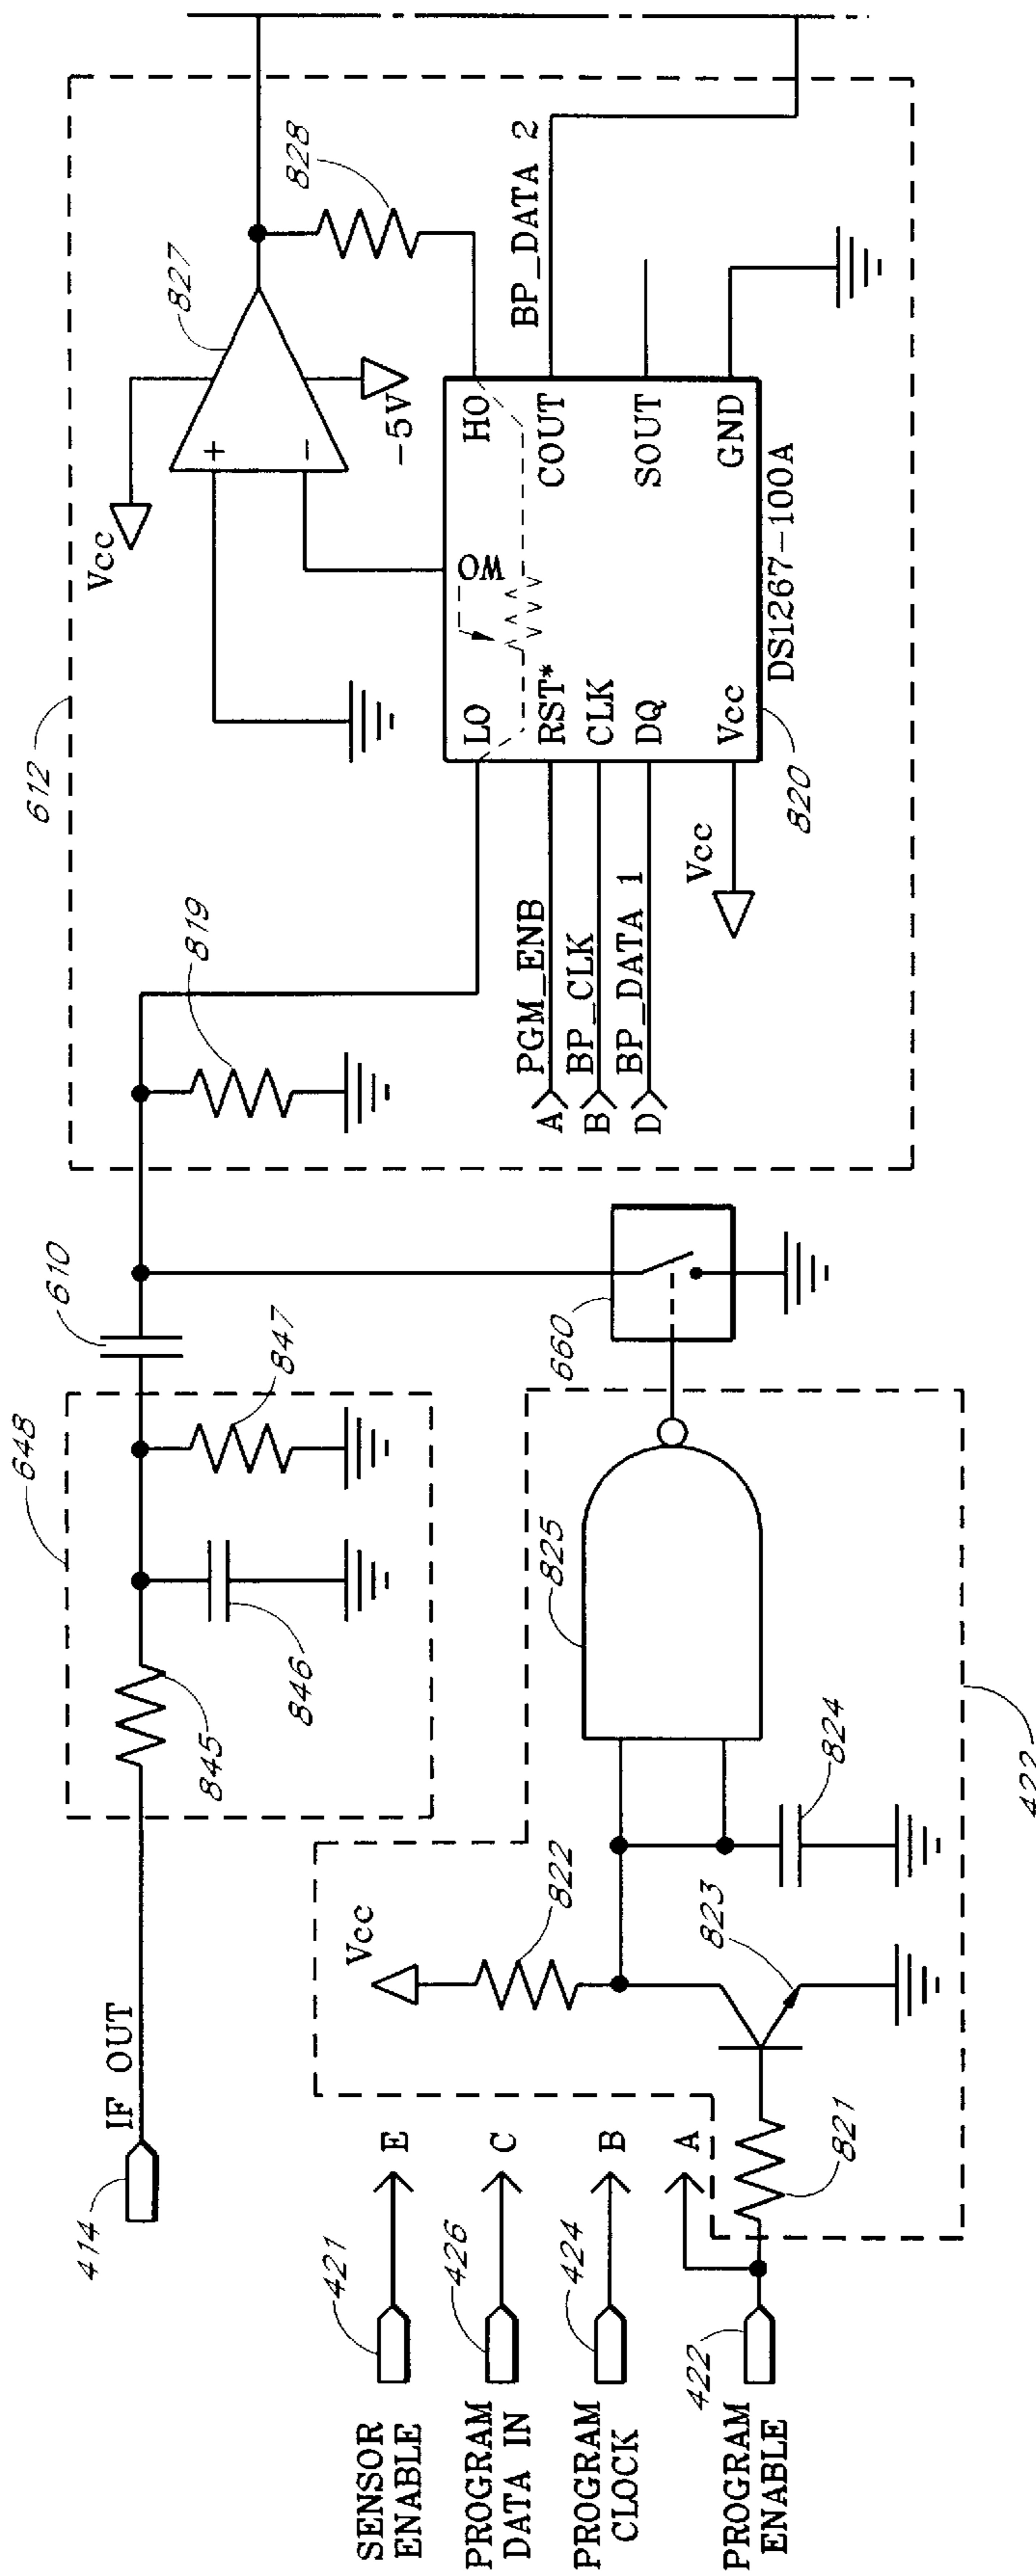 612
Vcc
827
828
+
-
-5V
LO
WO
HO
RST*
CLK
DQ
Vcc
COUT
SOUT
GND
DS1267-100A
820
Vcc
BP_DATA 2
819
A
PGM_ENB
B
BP_CLK
D
BP_DATA 1
610
660
648
847
846
845
IF OUT
414
825
824
822
Vcc
823
821
422
SENSOR
ENABLE
421
E
PROGRAM
DATA IN
426
C
PROGRAM
CLOCK
424
B
PROGRAM
ENABLE
422
A